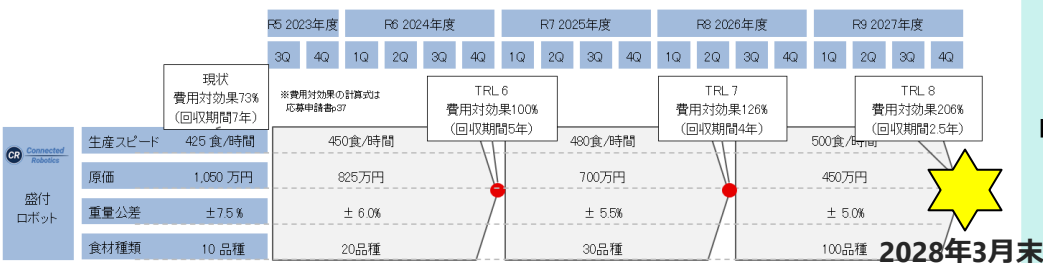 R5 2023年度 R6 2024年度 R7 2025年度 R8 2026年度 R9 2027年度
3Q 4Q 1Q 2Q 3Q 4Q 1Q 2Q 3Q 4Q 1Q 2Q 3Q 4Q 1Q 2Q 3Q 4Q
現状
費用対効果73%
(回収期間7年)
※費用対効果の計算式は
応募申請書p37
TRL 6
費用対効果100%
(回収期間5年)
TRL 7
費用対効果126%
(回収期間4年)
TRL 8
費用対効果206%
(回収期間2.5年)
CR Connected
Robotics
盛付
ロボット
生産スピード 425 食/時間 450食/時間 480食/時間 500食/時間
原価 1,050 万円 825万円 700万円 450万円
重量公差 ±7.5% ± 6.0% ± 5.5% ± 5.0%
食材種類 10 品種 20品種 30品種 100品種
2028年3月末